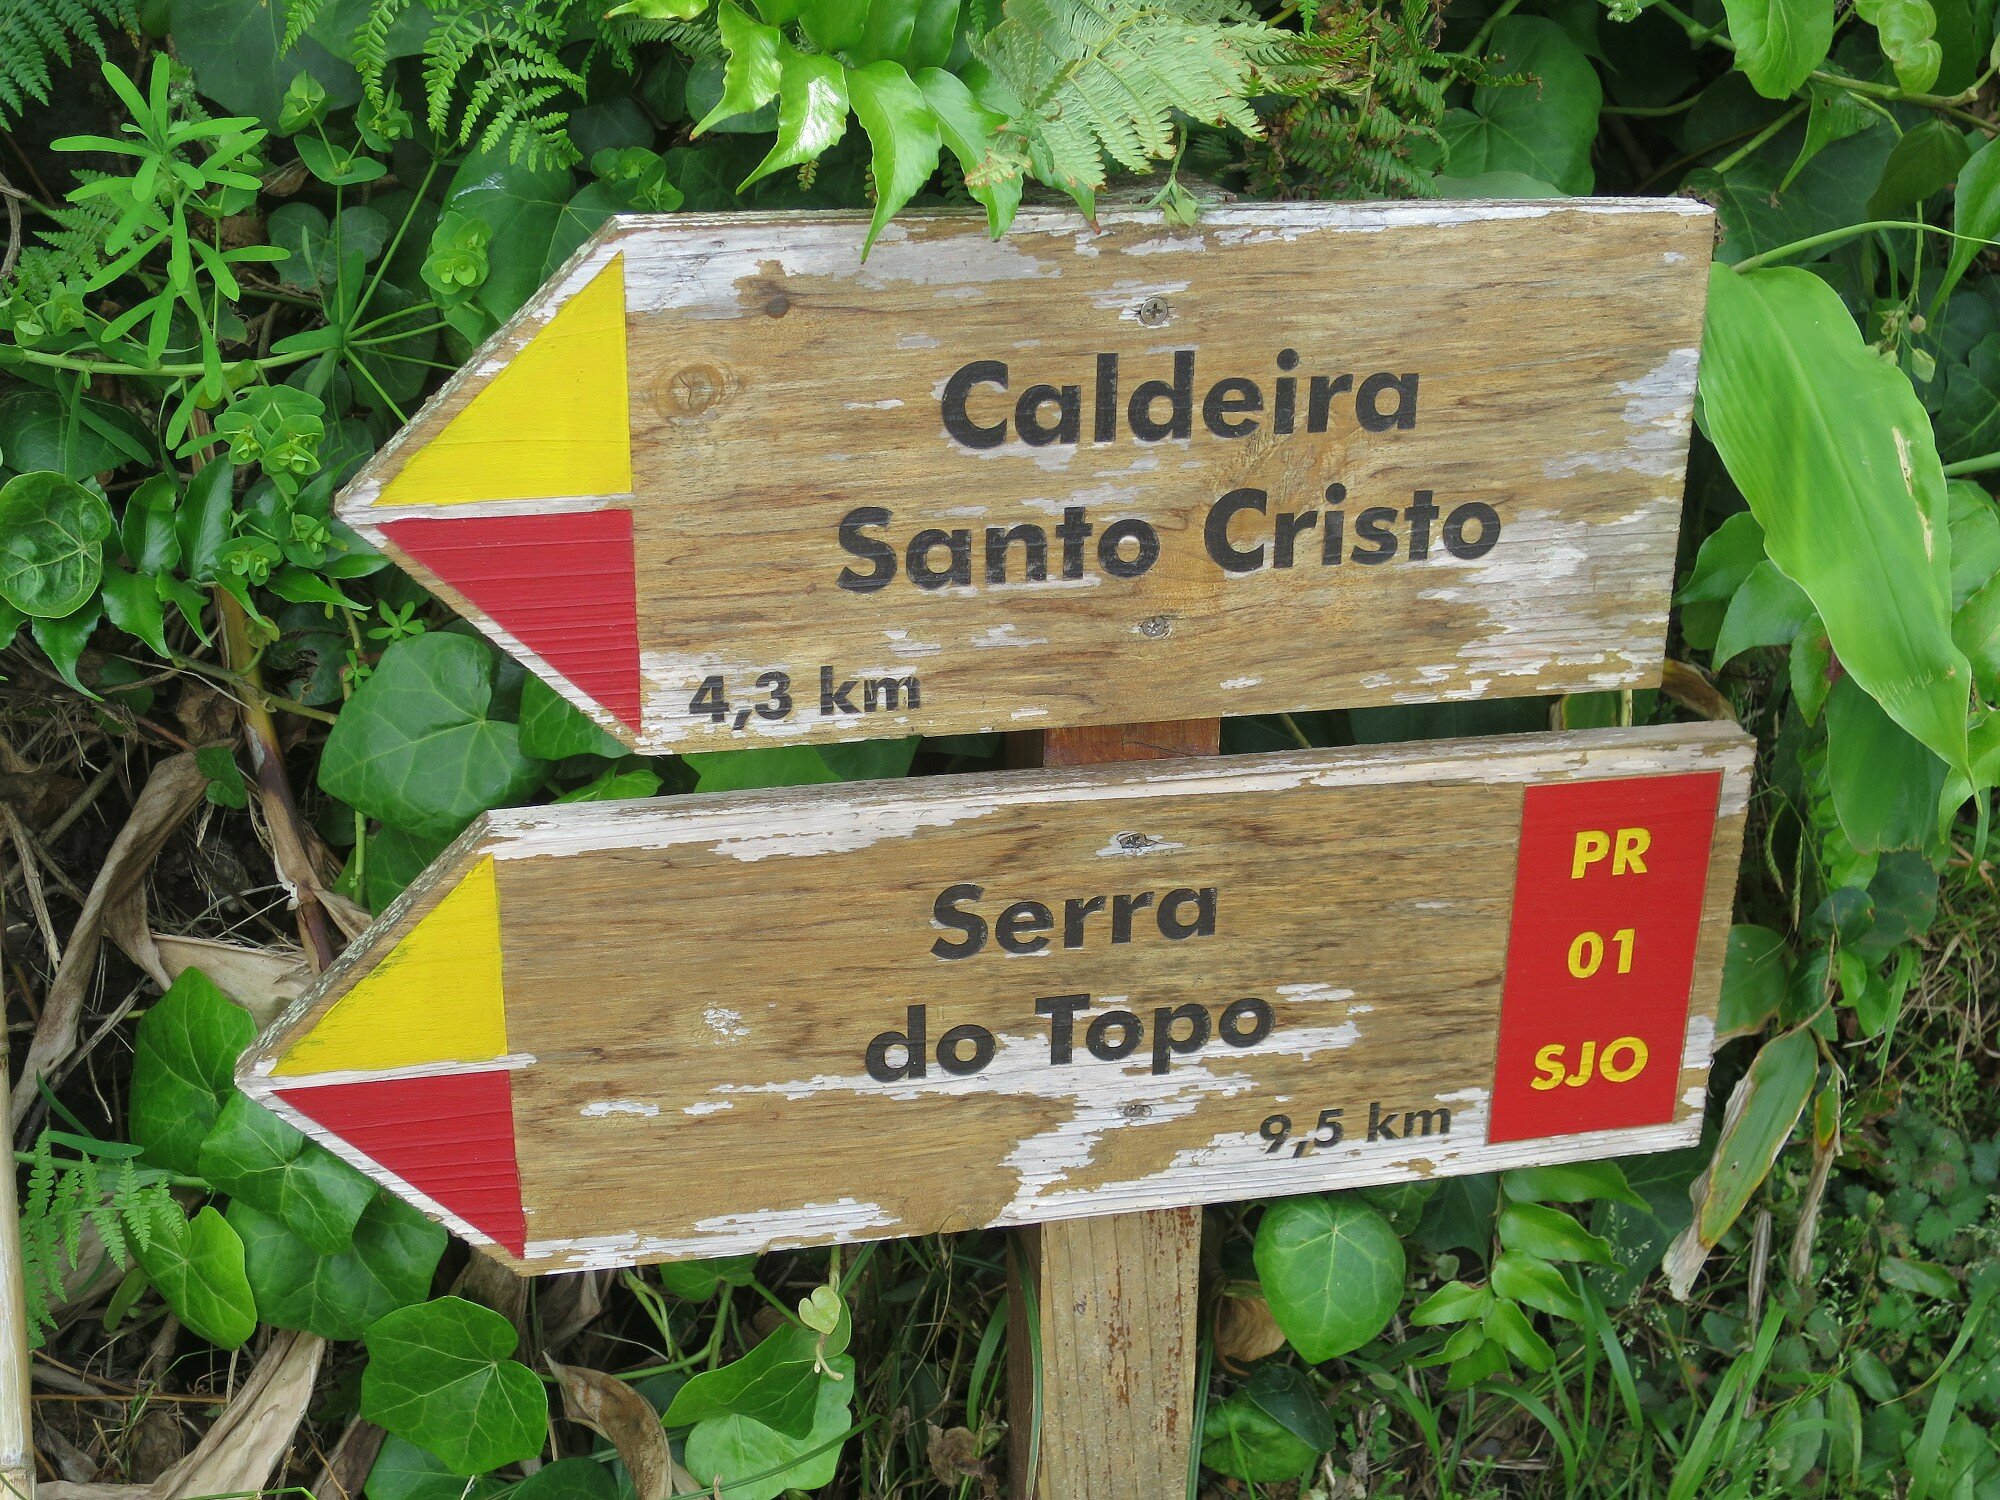 Caldeira
Santo Cristo
4,3 km
Serra
do Topo
9,5 km
PR
01
SJO